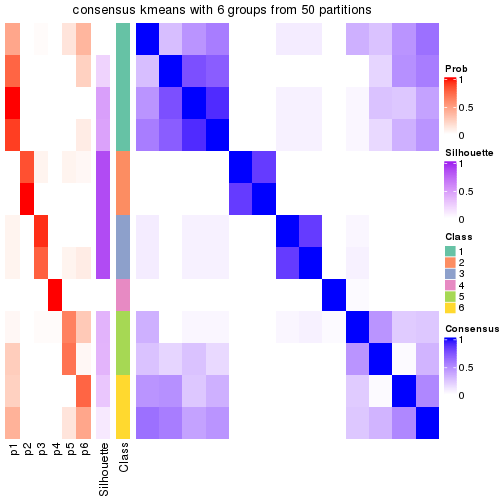 consensus kmeans with 6 groups from 50 partitions
Prob
1
0.5
0
Silhouette
1
0.5
0
Class
1
2
3
4
5
6
Consensus
1
0.5
0
p1
p2
p3
p4
p5
p6
Silhouette
Class